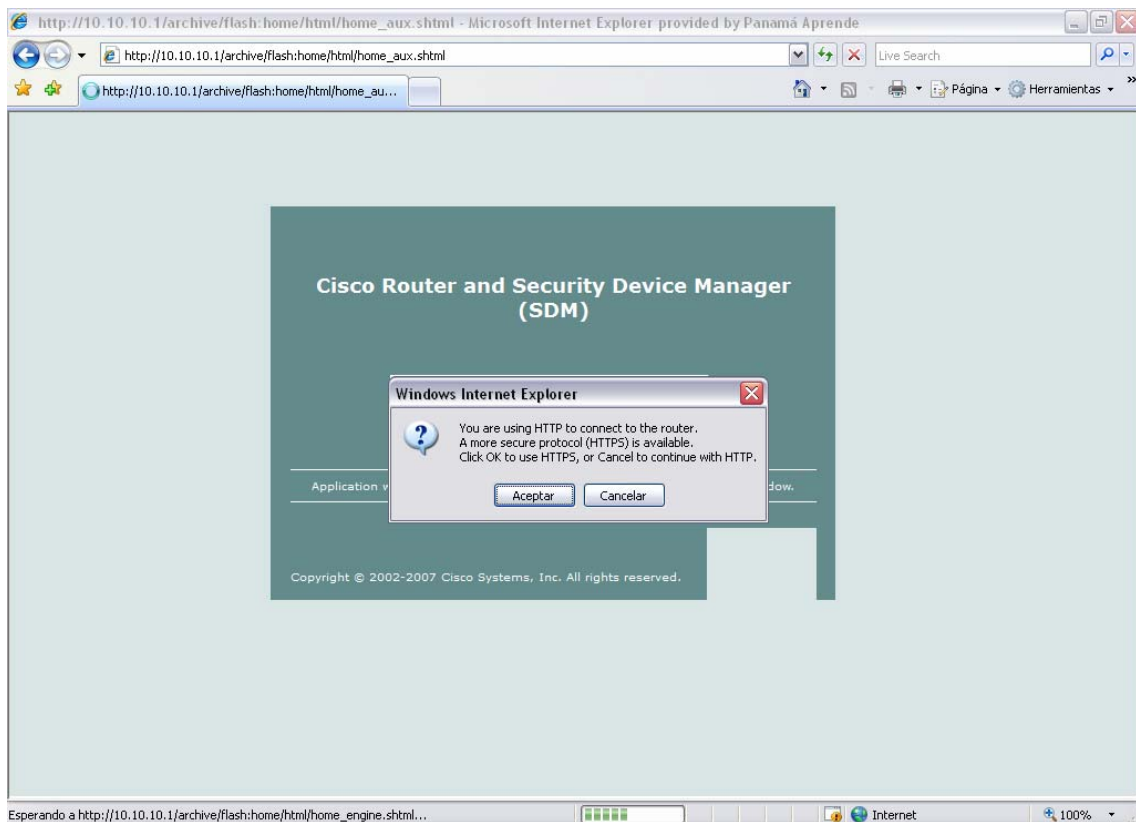 http://10.10.10.1/archive/flash:home/html/home_aux.shtml - Microsoft Internet Explorer provided by Panamá Aprende
http://10.10.10.1/archive/flash:home/html/home_aux.shtml
Live Search
http://10.10.10.1/archive/flash:home/html/home_au...
Página
Herramientas
Cisco Router and Security Device Manager
(SDM)
Windows Internet Explorer
You are using HTTP to connect to the router.
A more secure protocol (HTTPS) is available.
Click OK to use HTTPS, or Cancel to continue with HTTP.
Aceptar
Cancelar
Application
Copyright © 2002-2007 Cisco Systems, Inc. All rights reserved.
Esperando a http://10.10.10.1/archive/flash:home/html/home_engine.shtml...
Internet
100%